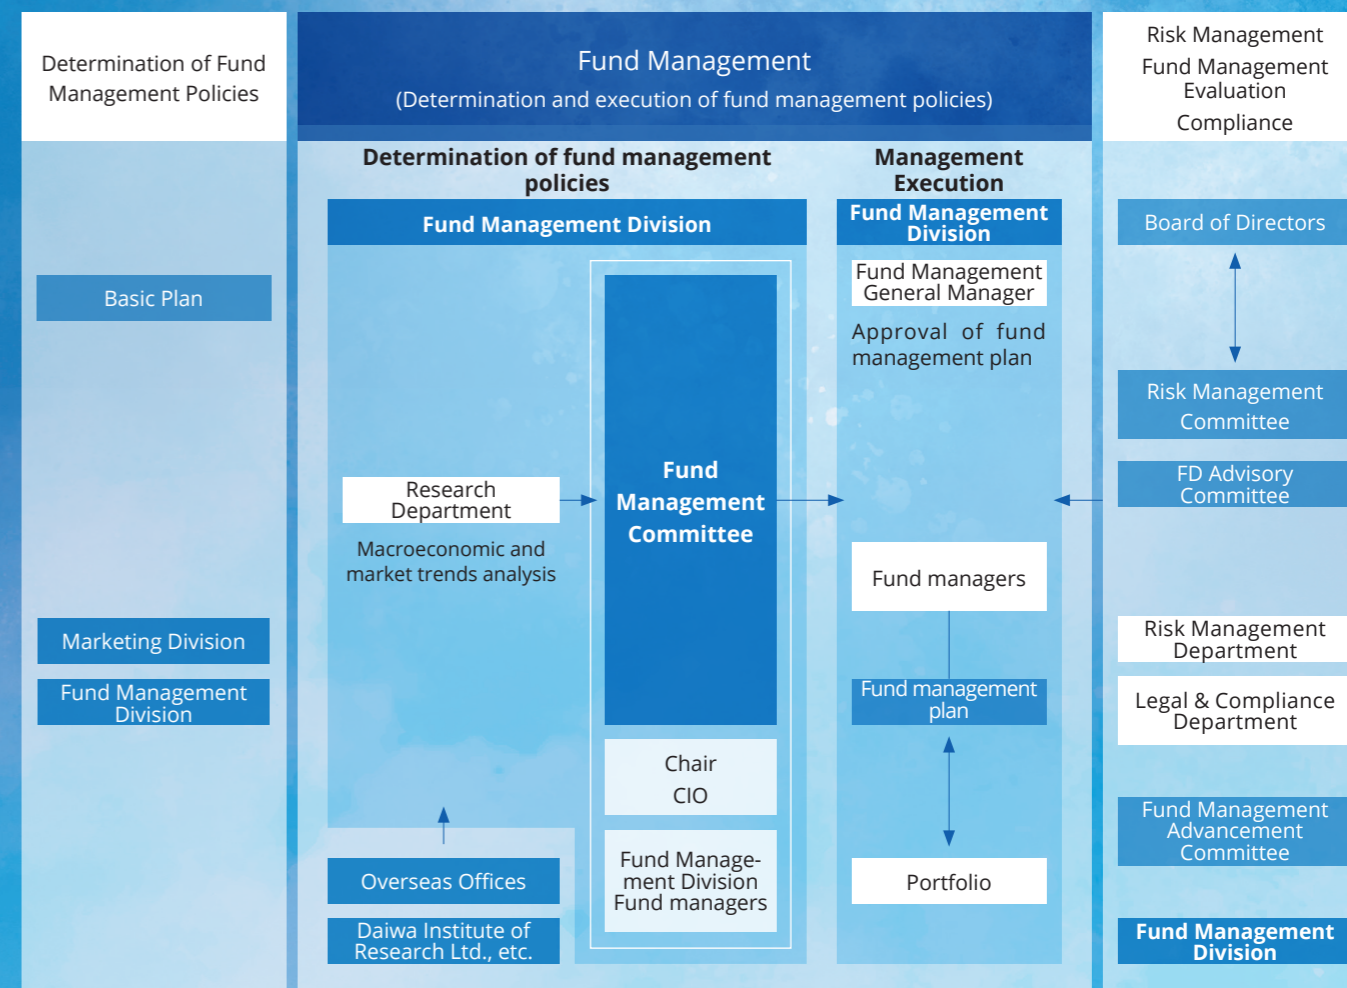 Determination of Fund
Management Policies
Basic Plan
Marketing Division
Fund Management
Division
Fund Management
(Determination and execution of fund management policies)
Determination of fund management
policies
Fund Management Division
Research
Department
Macroeconomic and
market trends analysis
Overseas Offices
Daiwa Institute of
Research Ltd., etc.
Fund
Management
Committee
Chair
CIO
Fund Manage-
ment Division
Fund managers
Management
Execution
Fund Management
Division
Fund Management
General Manager
Approval of fund
management plan
Fund managers
Fund management
plan
Portfolio
Risk Management
Fund Management
Evaluation
Compliance
Board of Directors
Risk Management
Committee
FD Advisory
Committee
Risk Management
Department
Legal & Compliance
Department
Fund Management
Advancement
Committee
Fund Management
Division